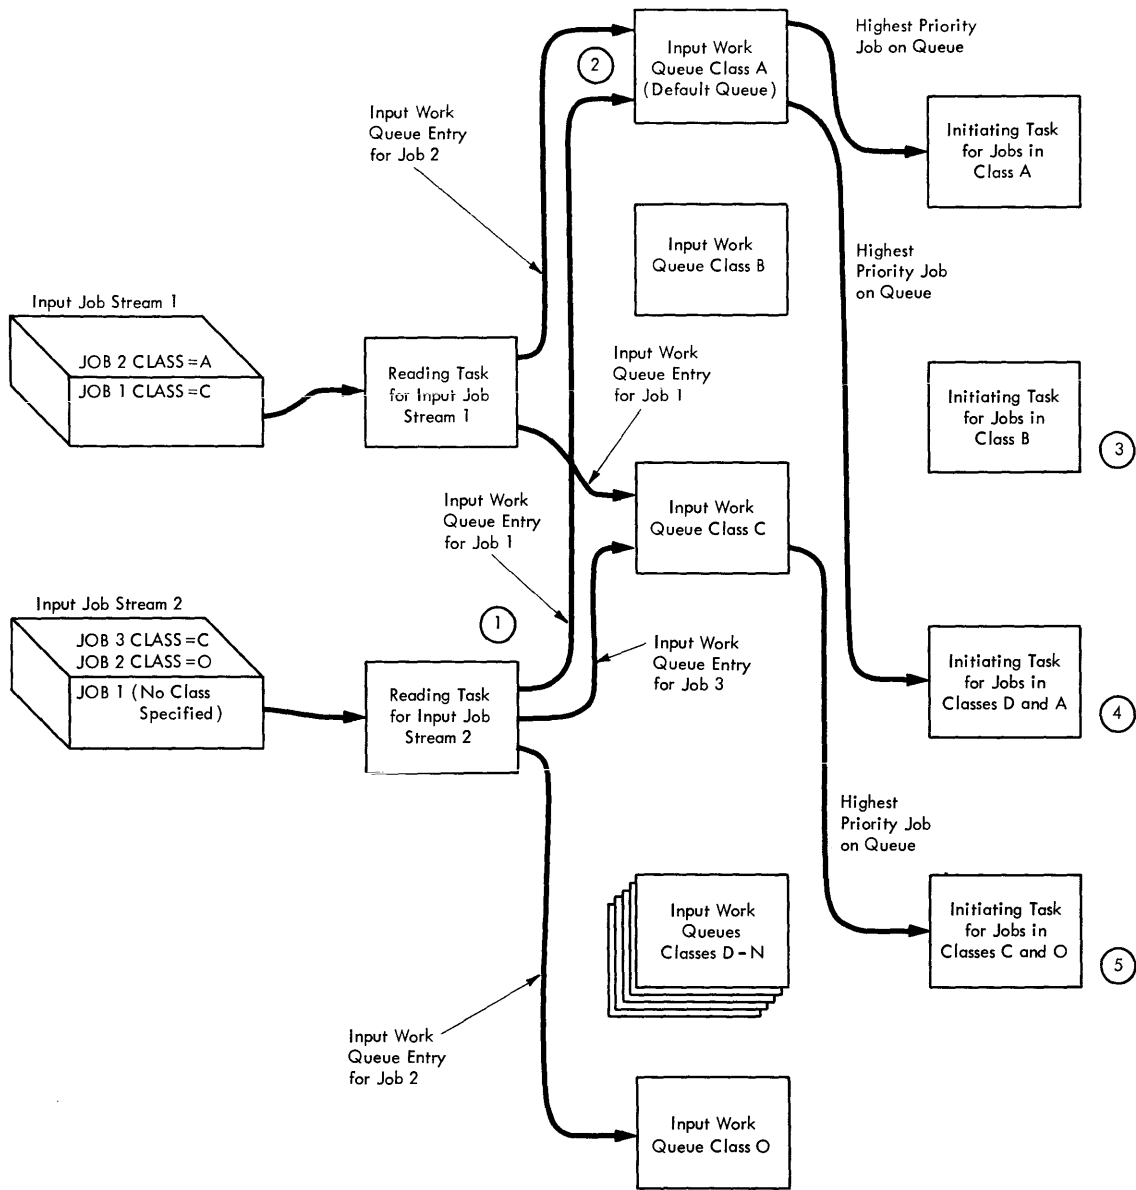 Highest Priority
Job on Queue
Input Work
Queue Class A
(Default Queue)
2
Input Work
Queue Entry
for Job 2
Initiating Task
for Jobs in
Class A
Input Work
Queue Class B
Highest
Priority Job
on Queue
Input Job Stream 1
JOB 2 CLASS=A
JOB 1 CLASS=C
Reading Task
for Input Job
Stream 1
Input Work
Queue Entry
for Job 1
Initiating Task
for Jobs in
Class B
3
Input Work
Queue Entry
for Job 1
Input Work
Queue Class C
Input Job Stream 2
JOB 3 CLASS=C
JOB 2 CLASS=O
JOB 1 (No Class
Specified)
1
Reading Task
for Input Job
Stream 2
Input Work
Queue Entry
for Job 3
Initiating Task
for Jobs in
Classes D and A
4
Highest
Priority Job
on Queue
Input Work
Queues
Classes D-N
Initiating Task
for Jobs in
Classes C and O
5
Input Work
Queue Entry
for Job 2
Input Work
Queue Class O